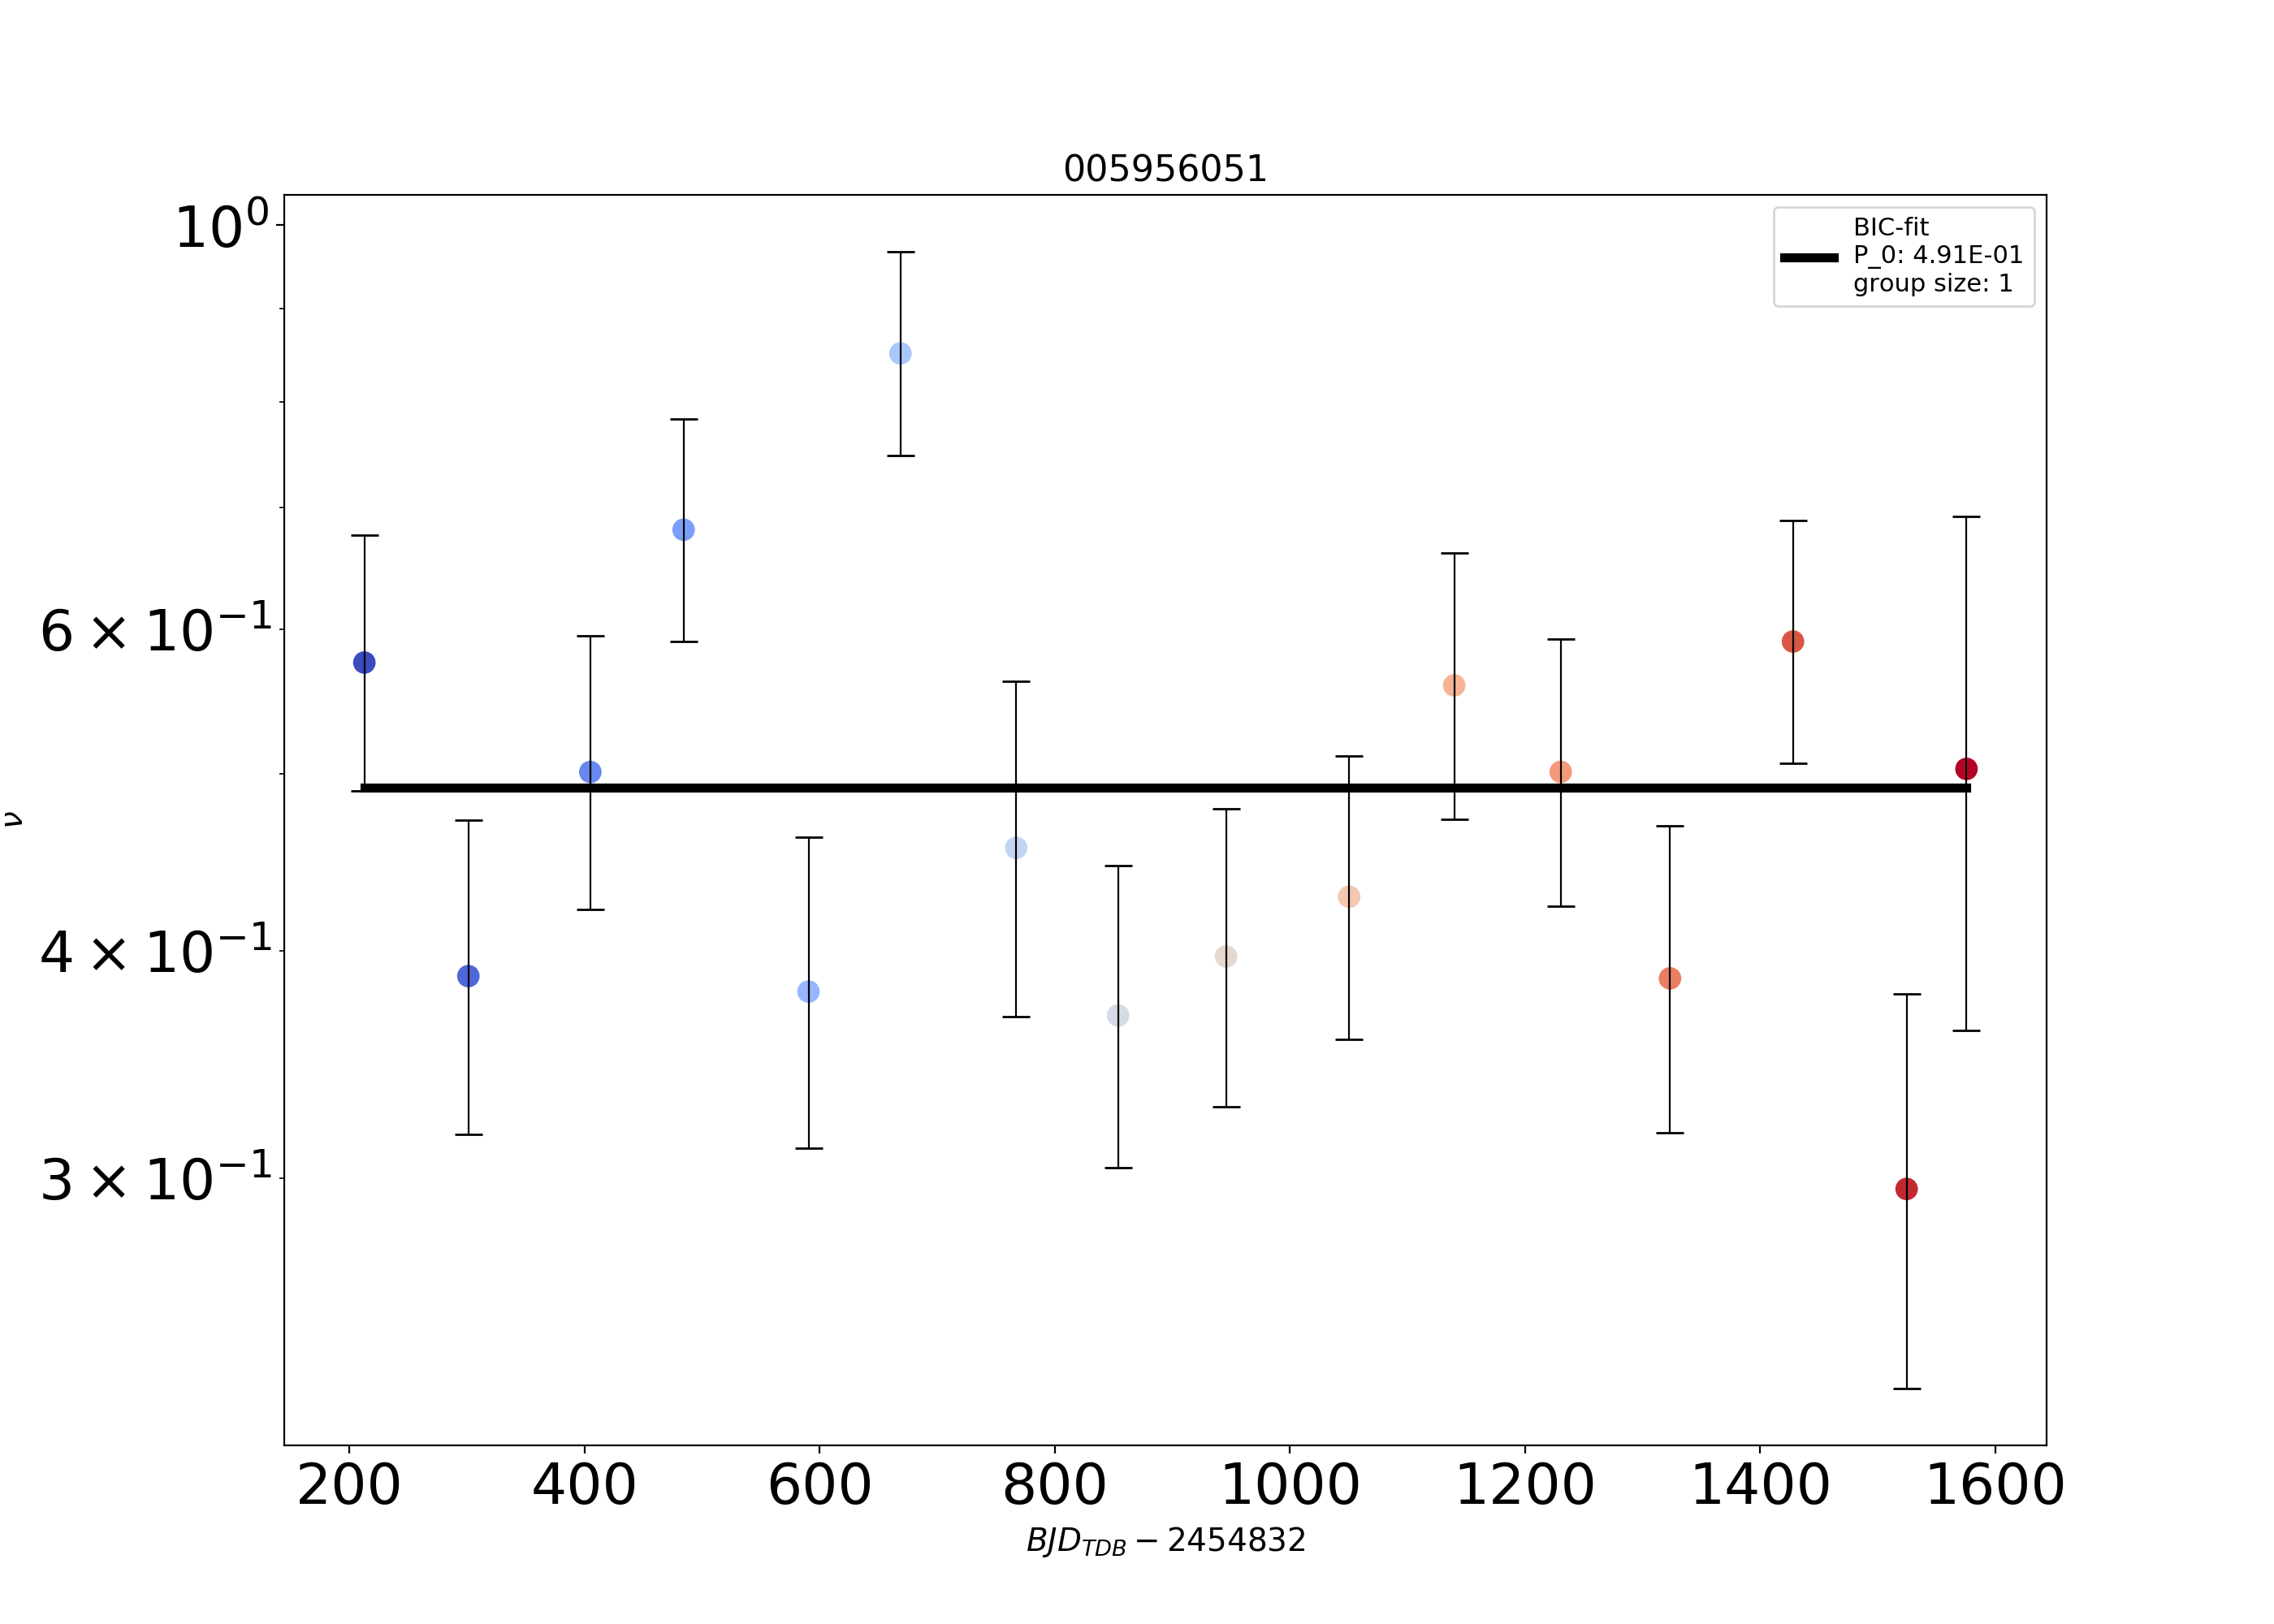 005956051
10⁰
6 × 10⁻¹
4 × 10⁻¹
3 × 10⁻¹
ν
BIC-fit
P_0: 4.91E-01
group size: 1
200 400 600 800 1000 1200 1400 1600
BJD_TDB − 2454832